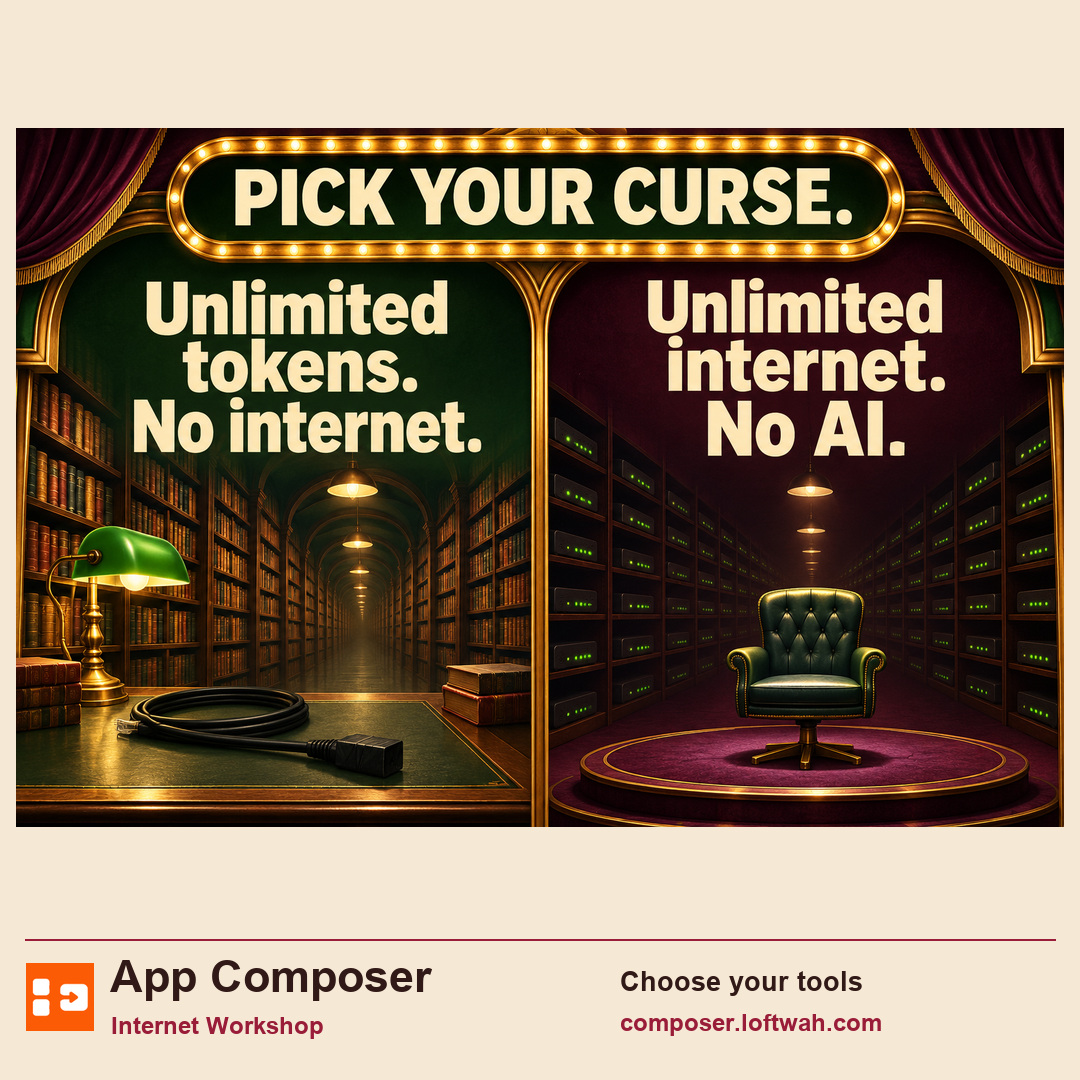 PICK YOUR CURSE.
Unlimited
tokens.
No internet.
Unlimited
internet.
No AI.
App Composer
Internet Workshop
Choose your tools
composer.loftwah.com